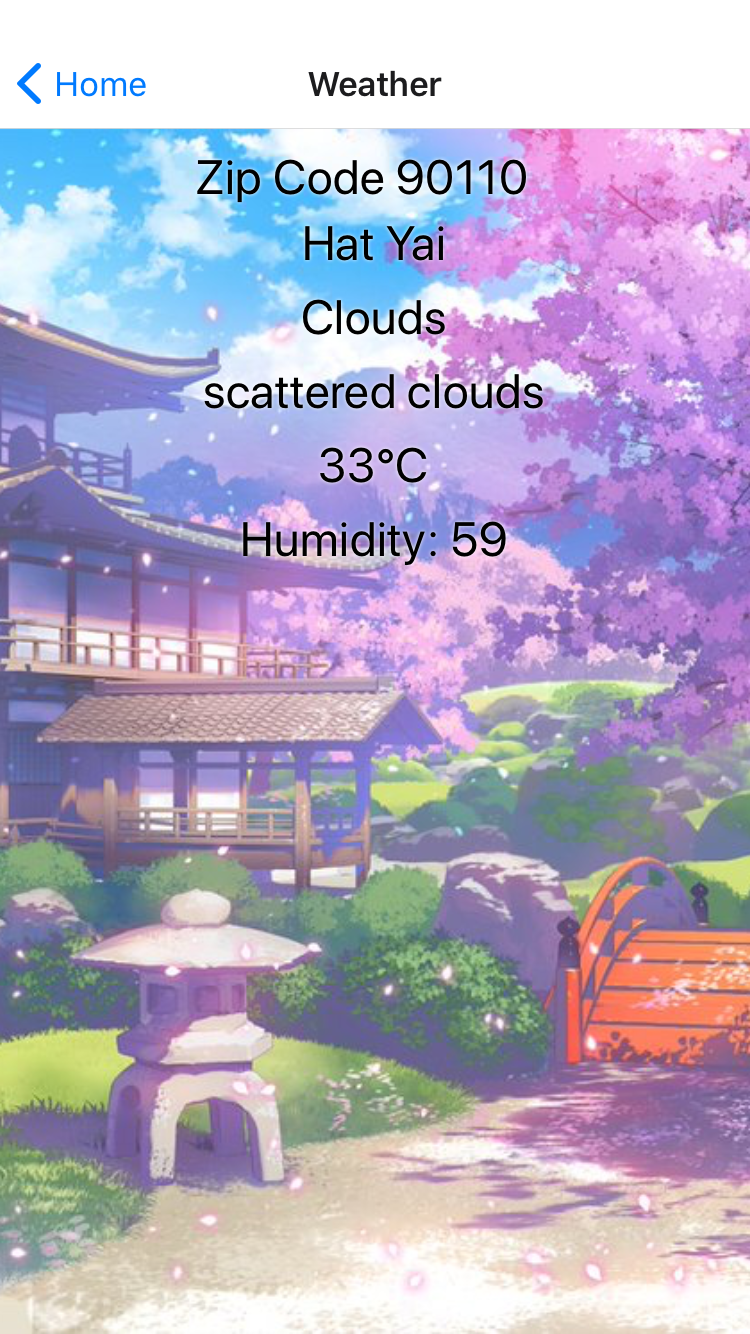 Home
Weather
Zip Code 90110
Hat Yai
Clouds
scattered clouds
33°C
Humidity: 59